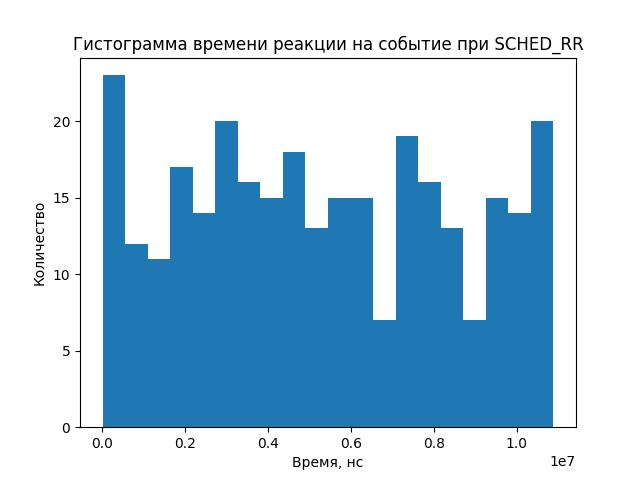 Гистограмма времени реакции на событие при SCHED_RR
Количество
20
15
10
5
0
0.0 0.2 0.4 0.6 0.8 1.0
1e7
Время, нс